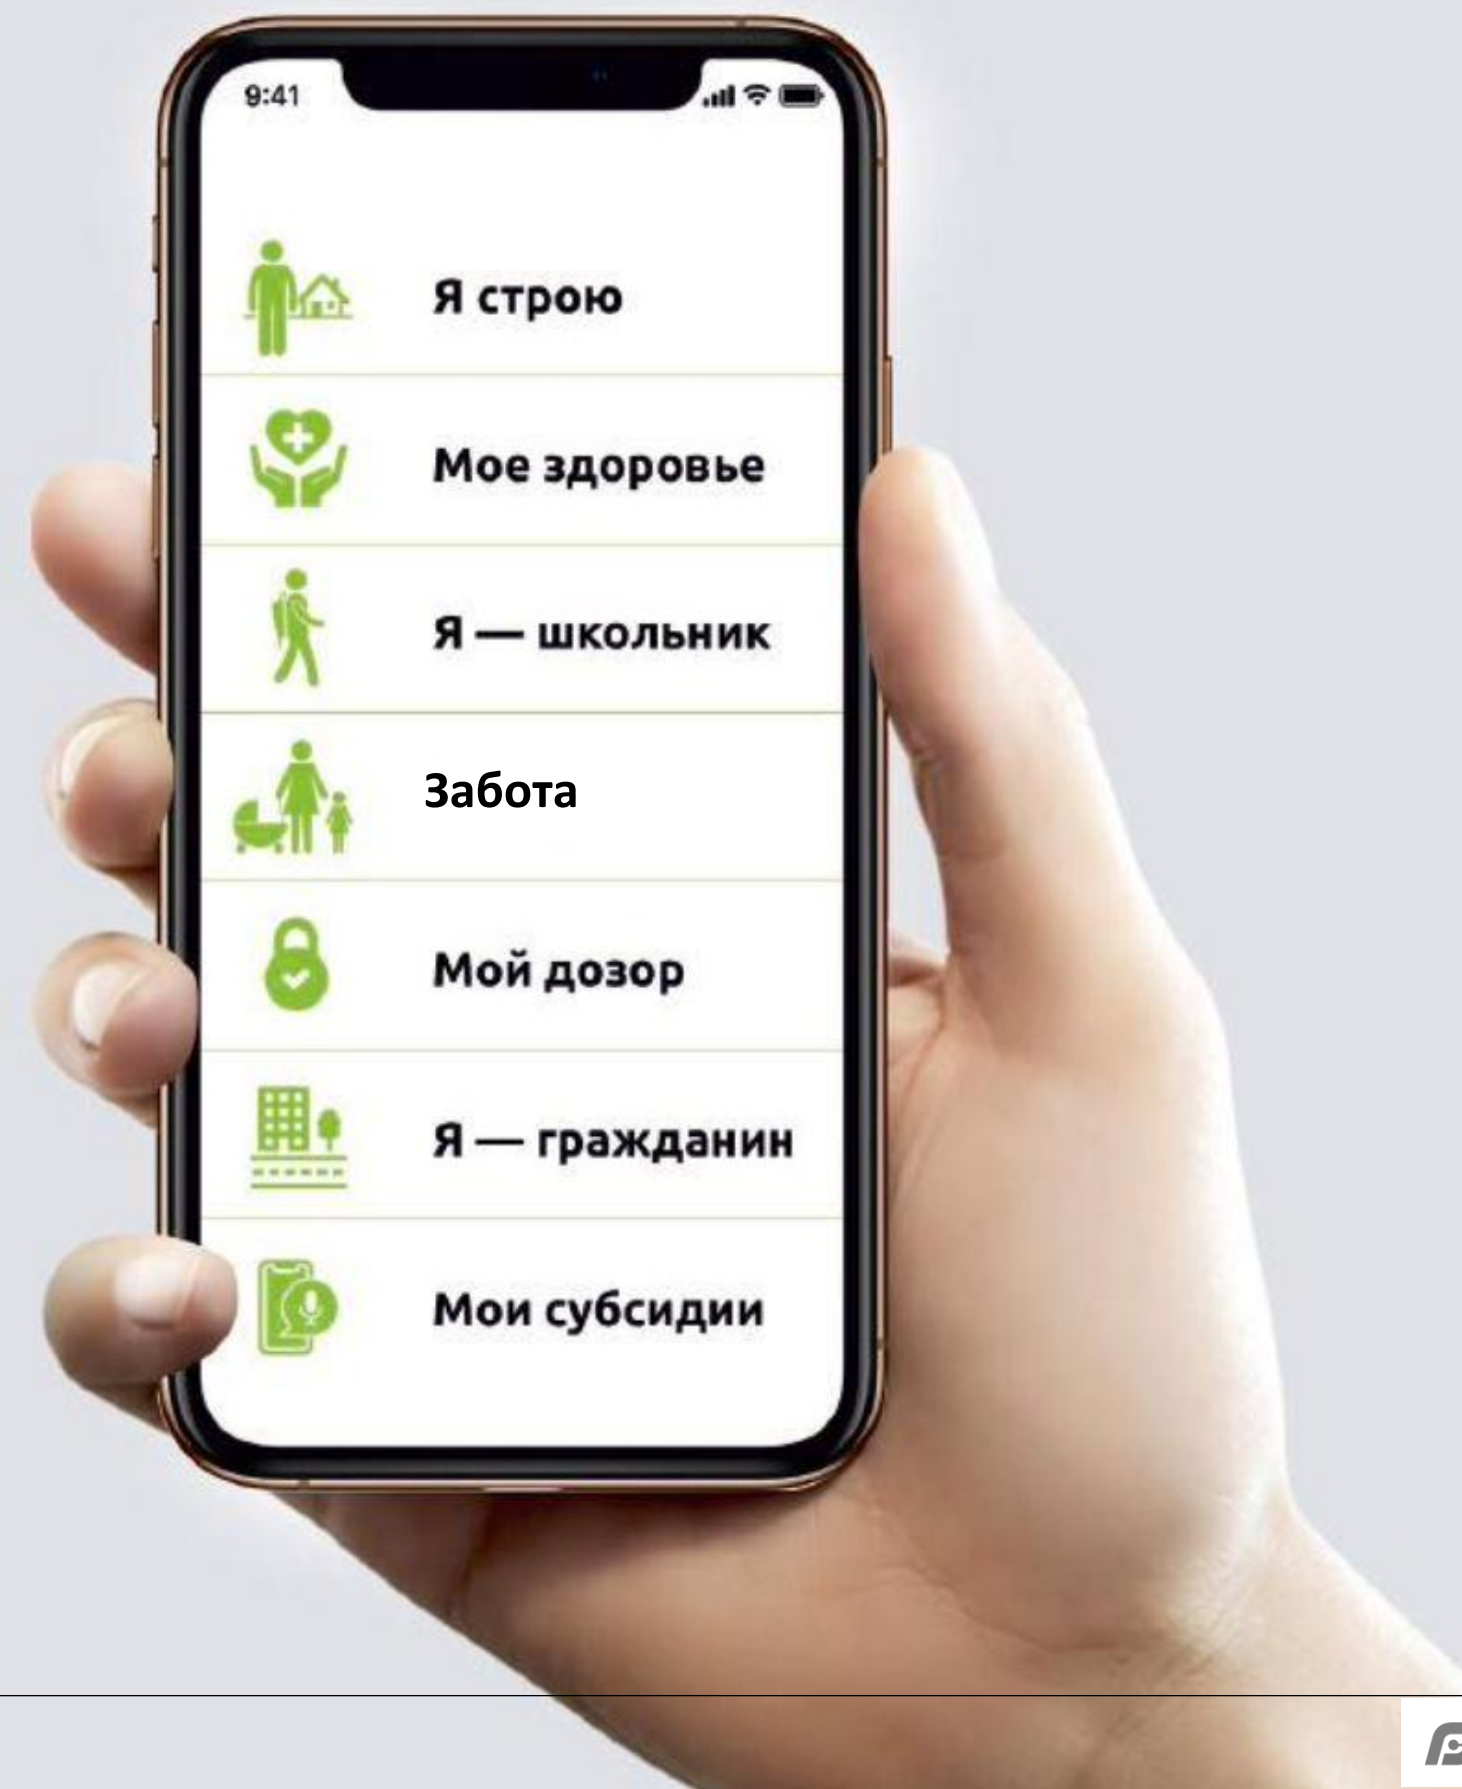 9:41
Я строю
Мое здоровье
Я — школьник
Забота
Мой дозор
Я — гражданин
Мои субсидии